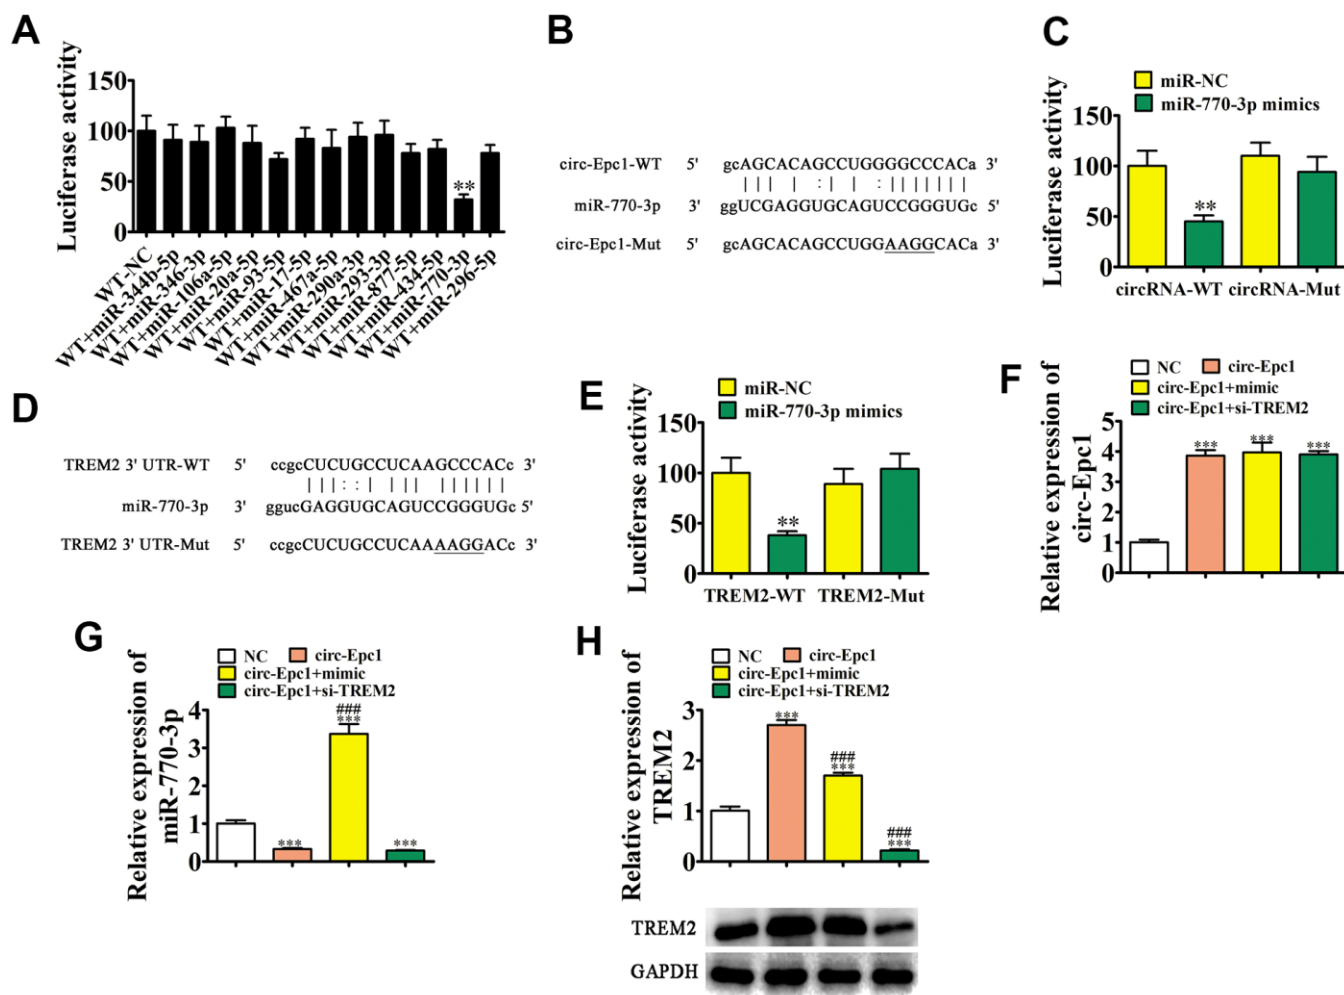 A
Luciferase activity
150
100
50
0
**
WT-NC
WT+miR-344b-5p
WT+miR-346-3p
WT+miR-106a-5p
WT+miR-20a-5p
WT+miR-93-5p
WT+miR-17-5p
WT+miR-467a-5p
WT+miR-290a-3p
WT+miR-293-3p
WT+miR-877-5p
WT+miR-434-5p
WT+miR-770-3p
WT+miR-296-5p
B
circ-Epc1-WT 5' gcAGCACAGCCUGGGGCCCACa 3'
miR-770-3p 3' ggUCGAGGUGCAGUCCGGGUGc 5'
circ-Epc1-Mut 5' gcAGCACAGCCUGGAAGGCACa 3'
C
miR-NC
miR-770-3p mimics
Luciferase activity
150
100
50
0
**
circRNA-WT circRNA-Mut
D
TREM2 3' UTR-WT 5' ccgcCUCUGCCUCAAGCCCACc 3'
miR-770-3p 3' ggucGAGGUGCAGUCCGGGUGc 5'
TREM2 3' UTR-Mut 5' ccgcCUCUGCCUCAAAAGGACc 3'
E
miR-NC
miR-770-3p mimics
Luciferase activity
150
100
50
0
**
TREM2-WT TREM2-Mut
F
NC circ-Epc1
circ-Epc1+mimic
circ-Epc1+si-TREM2
Relative expression of
circ-Epc1
5
4
3
2
1
0
*** *** ***
G
NC circ-Epc1
circ-Epc1+mimic
circ-Epc1+si-TREM2
Relative expression of
miR-770-3p
4
3
2
1
0
###
***
*** ***
H
NC circ-Epc1
circ-Epc1+mimic
circ-Epc1+si-TREM2
Relative expression of
TREM2
3
2
1
0
***
###
***
###
***
TREM2
GAPDH